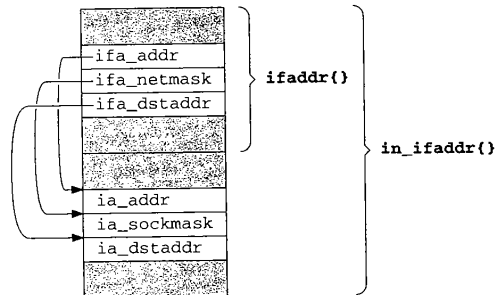 ifa_addr
ifa_netmask
ifa_dstaddr
ifaddr{}
in_ifaddr{}
ia_addr
ia_sockmask
ia_dstaddr